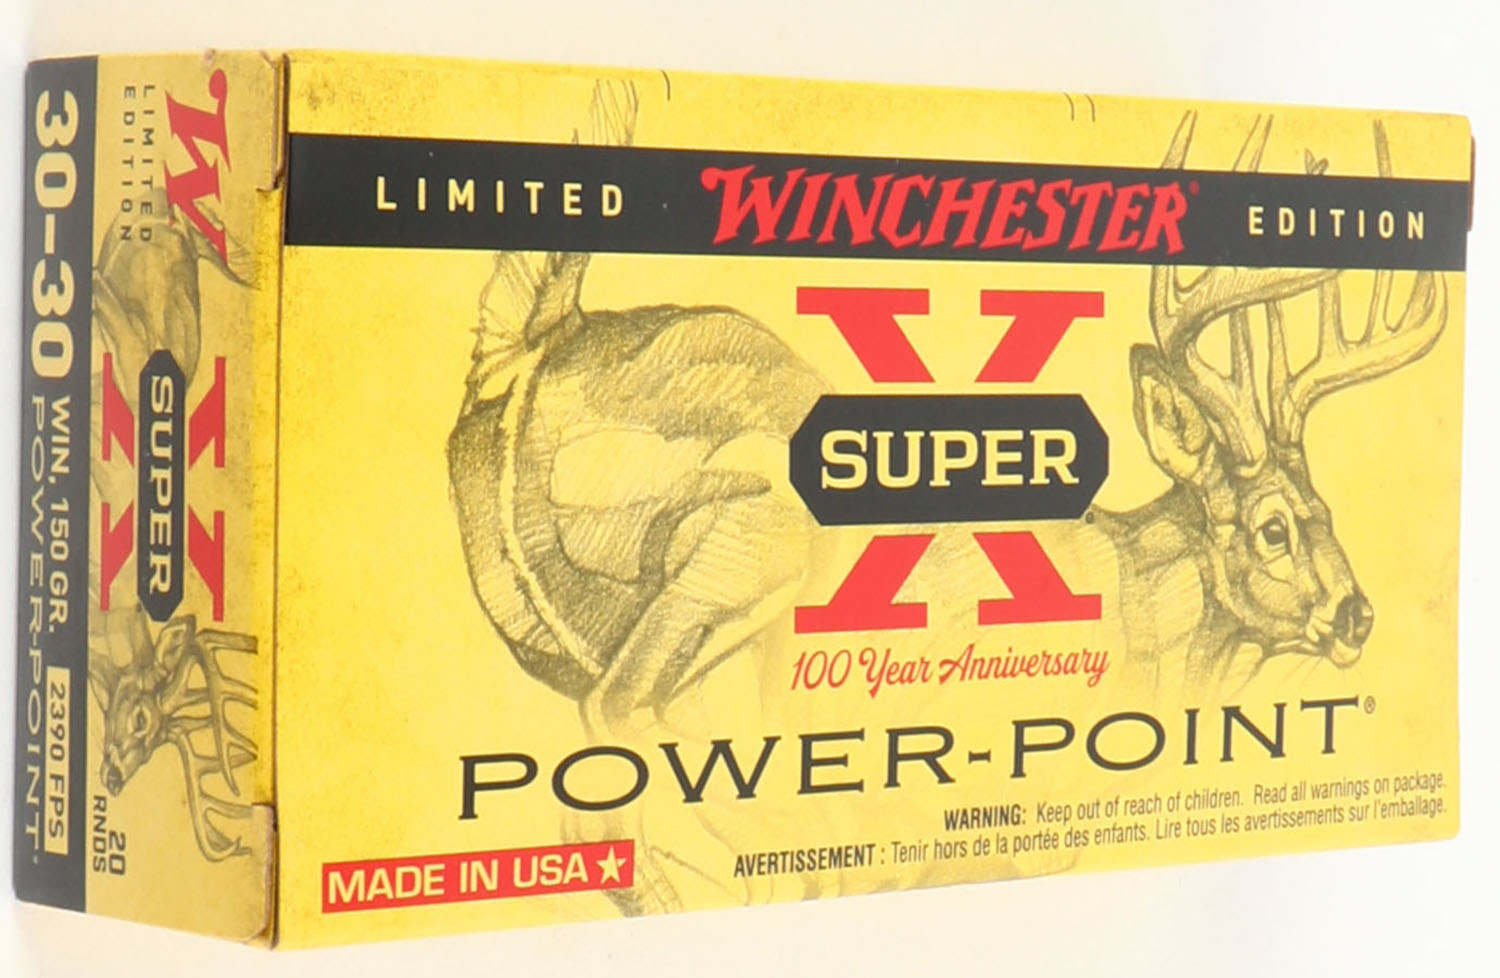 LIMITED WINCHESTER® EDITION
X
SUPER
100 Year Anniversary
POWER-POINT®
WARNING: Keep out of reach of children. Read all warnings on package.
AVERTISSEMENT : Tenir hors de la portée des enfants. Lire tous les avertissements sur l'emballage.
MADE IN USA
W
LIMITED
EDITION
X
SUPER
20
RNDS
30-30 WIN. 150 GR. 2390 FPS
POWER-POINT